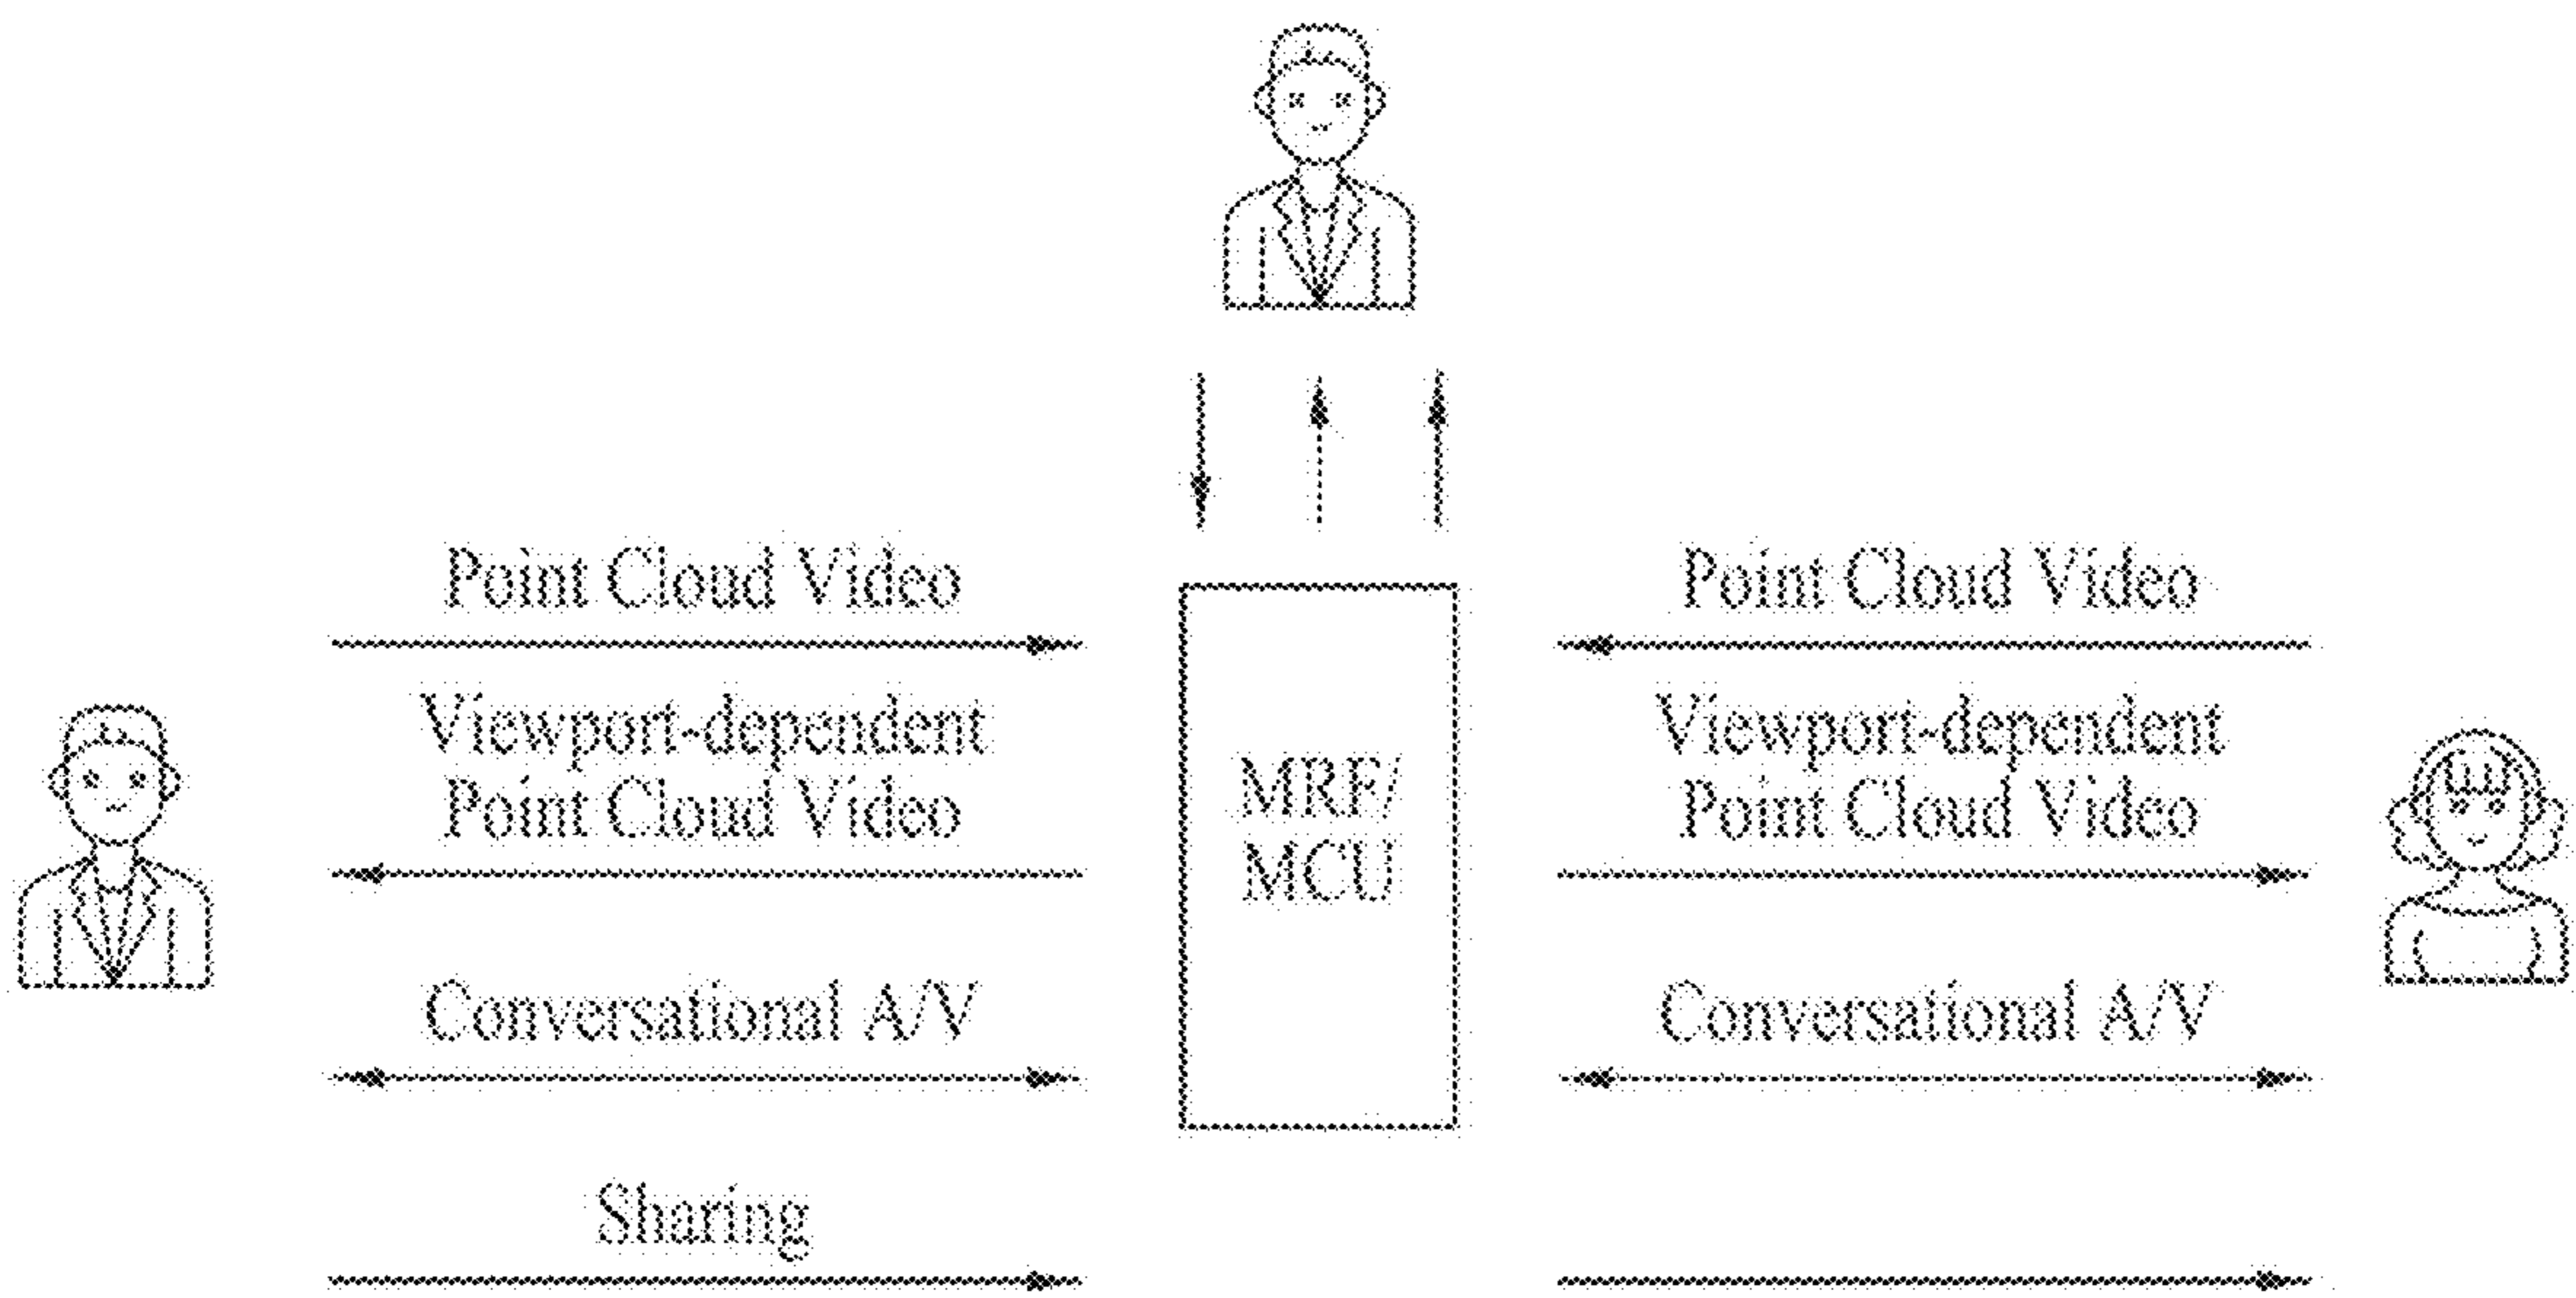 Point Cloud Video
Viewport-dependent
Point Cloud Video
Conversational A/V
Sharing
MRF/
MCU
Point Cloud Video
Viewport-dependent
Point Cloud Video
Conversational A/V